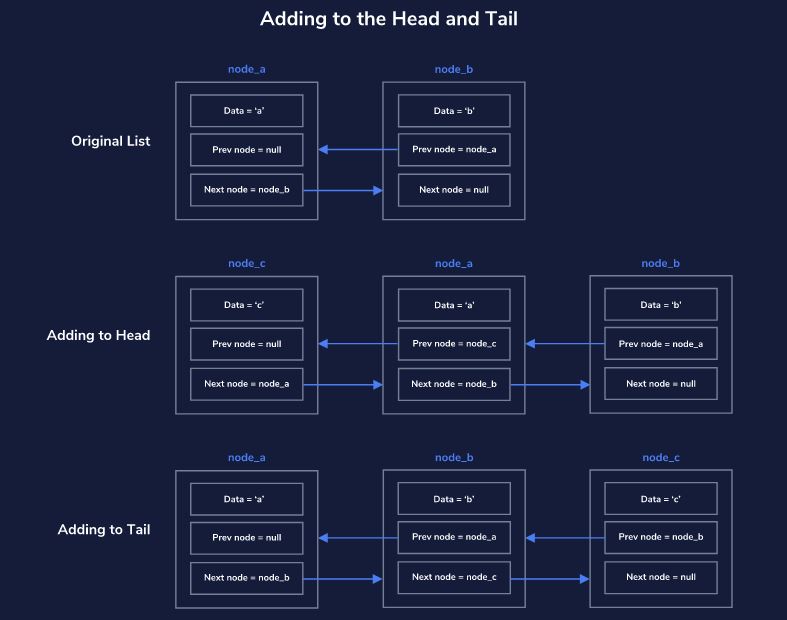 Adding to the Head and Tail
node_a
node_b
Original List
Data = ‘a’
Data = ‘b’
Prev node = null
Prev node = node_a
Next node = node_b
Next node = null
node_c
node_a
node_b
Adding to Head
Data = ‘c’
Data = ‘a’
Data = ‘b’
Prev node = null
Prev node = node_c
Prev node = node_a
Next node = node_a
Next node = node_b
Next node = null
node_a
node_b
node_c
Adding to Tail
Data = ‘a’
Data = ‘b’
Data = ‘c’
Prev node = null
Prev node = node_a
Prev node = node_b
Next node = node_b
Next node = node_c
Next node = null